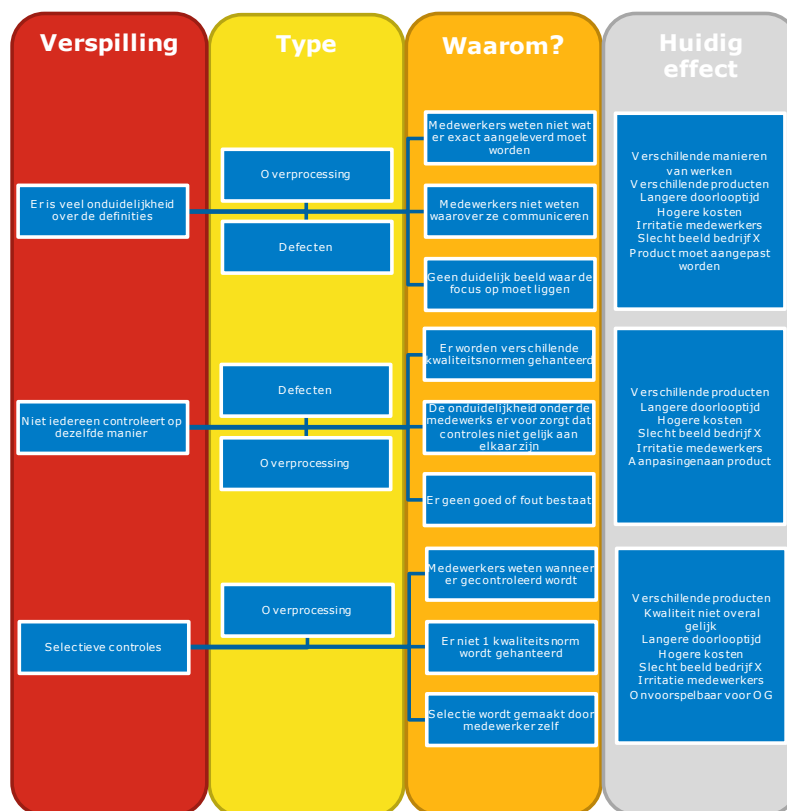 Verspilling
Type
Waarom?
Huidig
effect
Er is veel onduidelijkheid
over de definities
Overprocessing
Defecten
Medewerkers weten niet wat
er exact aangeleverd moet
worden
Medewerkers niet weten
waarover ze communiceren
Geen duidelijk beeld waar de
focus op moet liggen
Verschillende manieren
van werken
Verschillende producten
Langere doorlooptijd
Hogere kosten
Irritatie medewerkers
Slecht beeld bedrijf X
Product moet aangepast
worden
Niet iedereen controleert op
dezelfde manier
Defecten
Overprocessing
Er worden verschillende
kwaliteitsnormen gehanteerd
De onduidelijkheid onder de
medewerks er voor zorgt dat
controles niet gelijk aan
elkaar zijn
Er geen goed of fout bestaat
Verschillende producten
Langere doorlooptijd
Hogere kosten
Slecht beeld bedrijf X
Irritatie medewerkers
Aanpasingenaan product
Selectieve controles
Overprocessing
Medewerkers weten wanneer
er gecontroleerd wordt
Er niet 1 kwaliteitsnorm
wordt gehanteerd
Selectie wordt gemaakt door
medewerker zelf
Verschillende producten
Kwaliteit niet overal
gelijk
Langere doorlooptijd
Hogere kosten
Slecht beeld bedrijf X
Irritatie medewerkers
Onvoorspelbaar voor OG